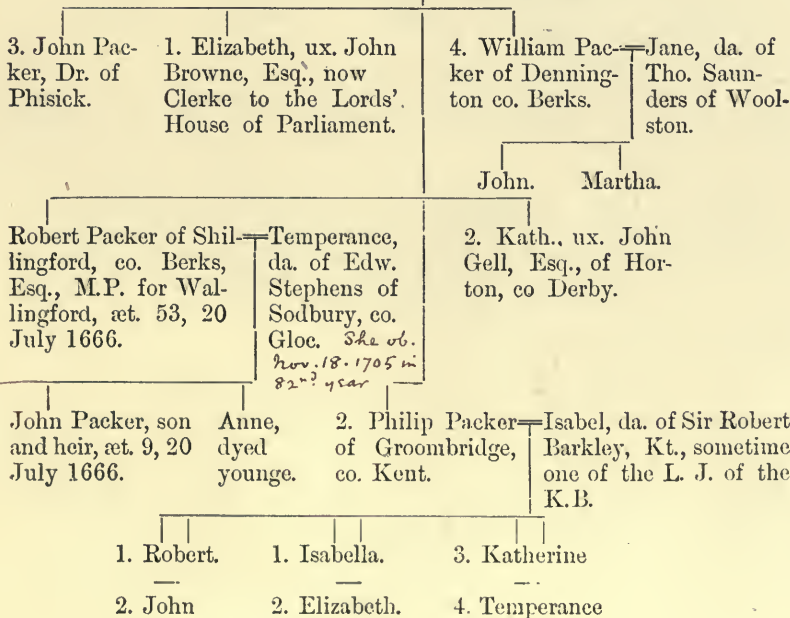 3. John Pac-
ker, Dr. of
Phisick.
1. Elizabeth, ux. John
Browne, Esq., now
Clerke to the Lords'
House of Parliament.
4. William Pac-
ker of Denning-
ton co. Berks.
Jane, da. of
Tho. Saun-
ders of Wool-
ston.
John. Martha.
Robert Packer of Shil-
lingford, co. Berks,
Esq., M.P. for Wal-
lingford, æt. 53, 20
July 1666.
Temperance,
da. of Edw.
Stephens of
Sodbury, co.
Gloc. She ob.
Nov. 18. 1705 in
82nd year
2. Kath., ux. John
Gell, Esq., of Hor-
ton, co Derby.
John Packer, son
and heir, æt. 9, 20
July 1666.
Anne,
dyed
younge.
2. Philip Packer
of Groombridge,
co. Kent.
Isabel, da. of Sir Robert
Barkley, Kt., sometime
one of the L. J. of the
K.B.
1. Robert. 1. Isabella. 3. Katherine
2. John 2. Elizabeth. 4. Temperance